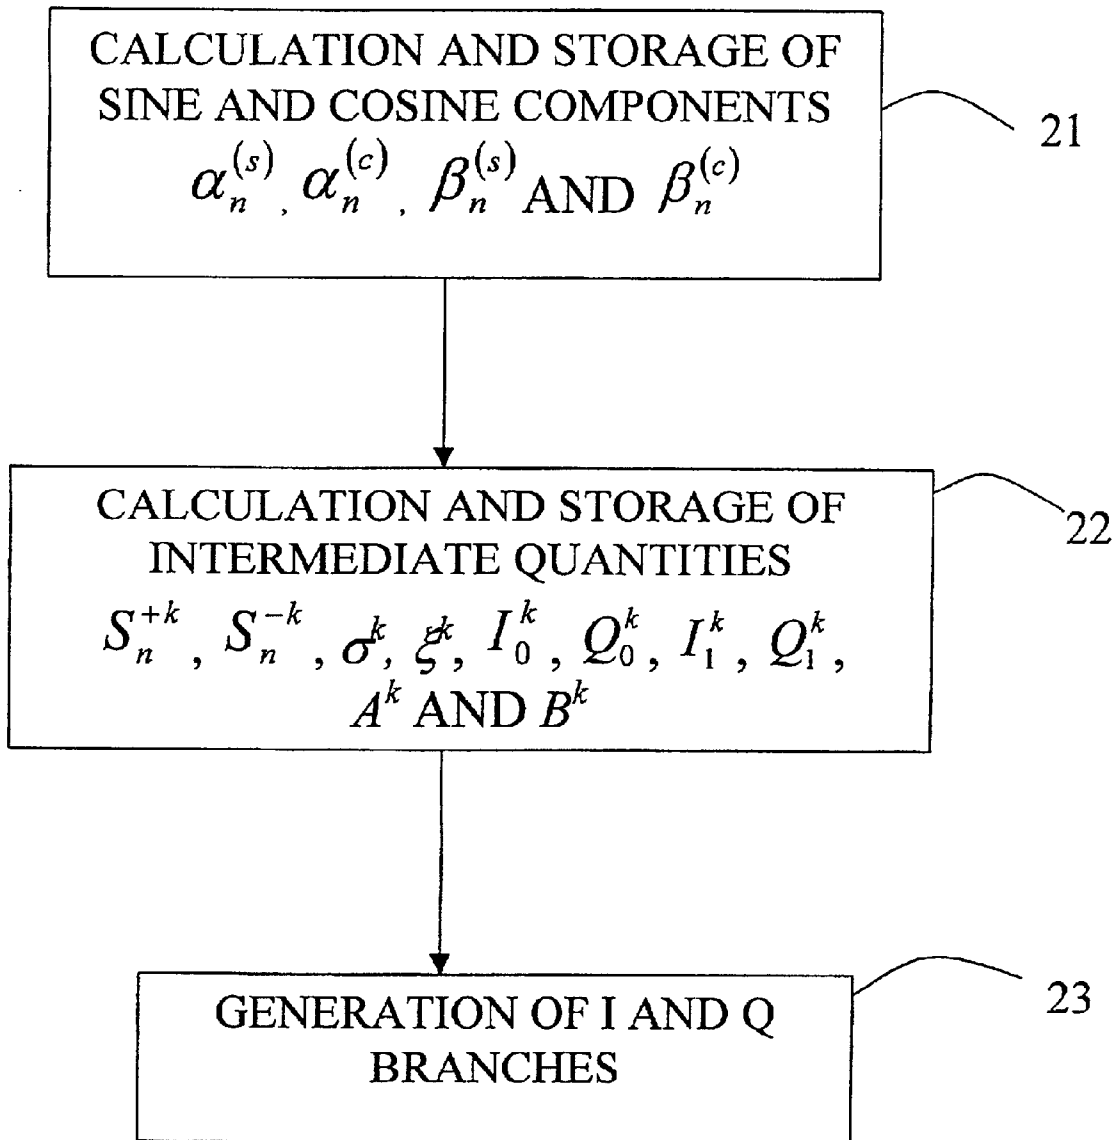 CALCULATION AND STORAGE OF
SINE AND COSINE COMPONENTS
α_n^(s), α_n^(c), β_n^(s) AND β_n^(c)
21
CALCULATION AND STORAGE OF
INTERMEDIATE QUANTITIES
S_n^{+k}, S_n^{-k}, σ^k, ξ^k, I_0^k, Q_0^k, I_1^k, Q_1^k,
A^k AND B^k
22
GENERATION OF I AND Q
BRANCHES
23